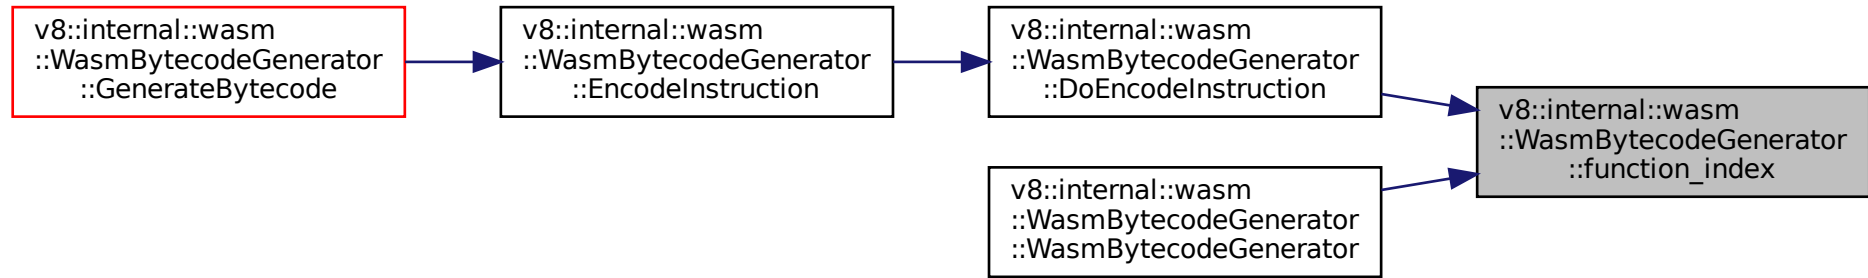 v8::internal::wasm
::WasmBytecodeGenerator
::GenerateBytecode
v8::internal::wasm
::WasmBytecodeGenerator
::EncodeInstruction
v8::internal::wasm
::WasmBytecodeGenerator
::DoEncodeInstruction
v8::internal::wasm
::WasmBytecodeGenerator
::function_index
v8::internal::wasm
::WasmBytecodeGenerator
::WasmBytecodeGenerator